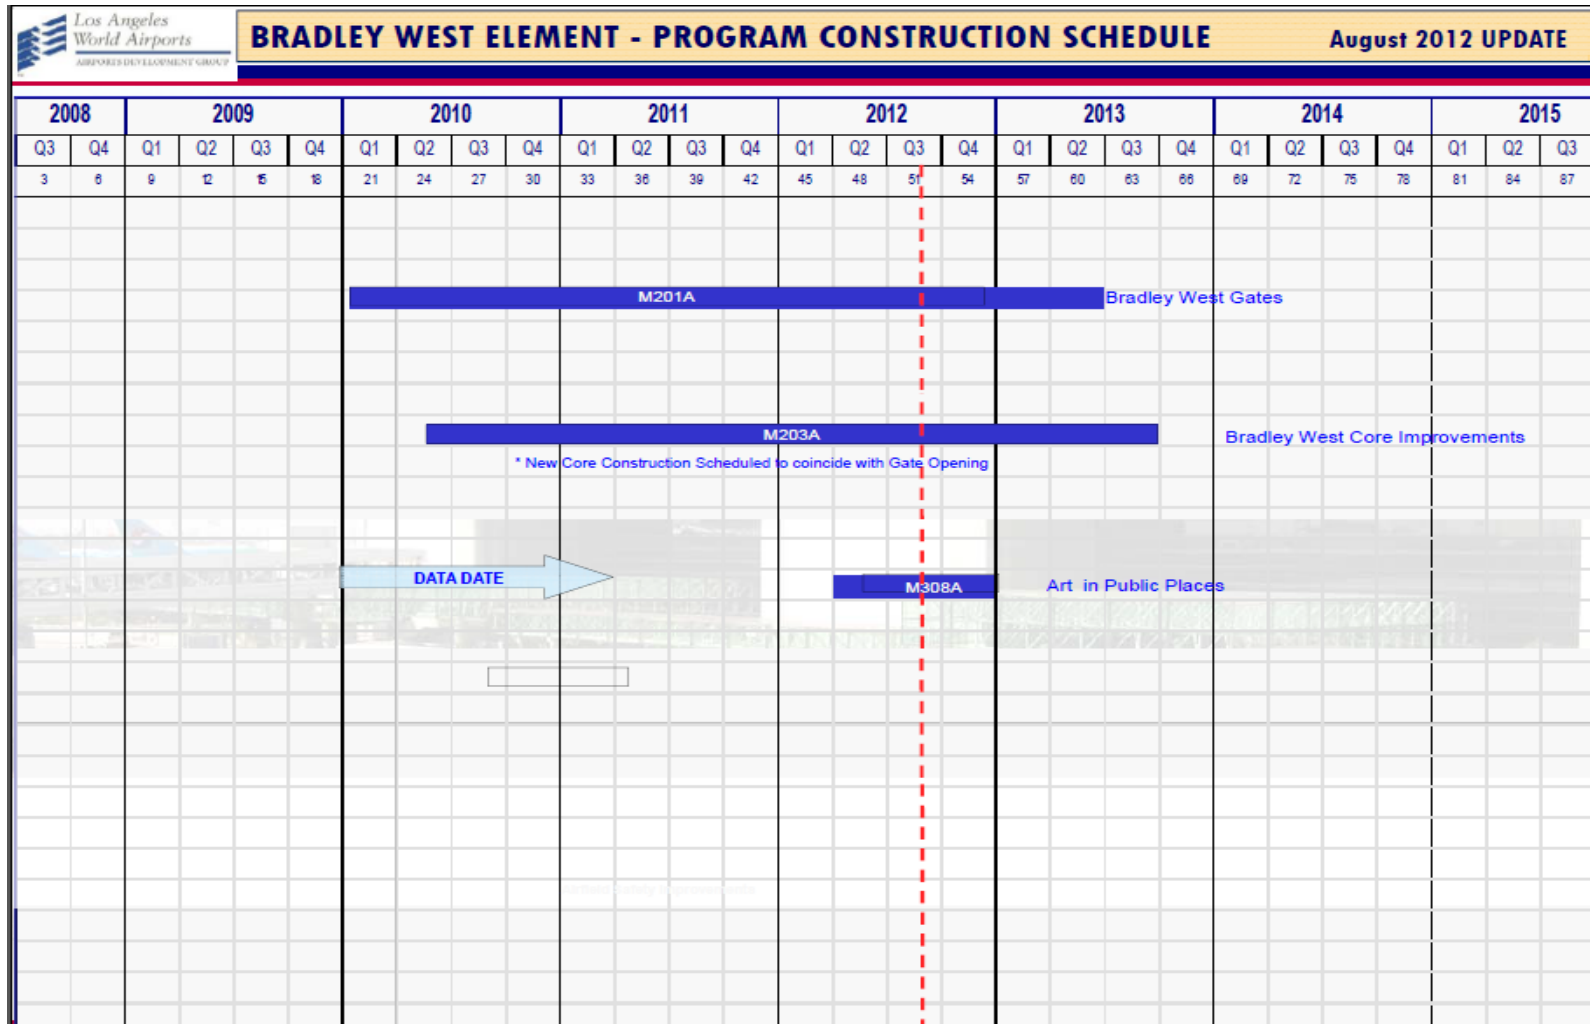 Los Angeles
World Airports
AIRPORTS DEVELOPMENT GROUP
BRADLEY WEST ELEMENT - PROGRAM CONSTRUCTION SCHEDULE
August 2012 UPDATE
2008 2009 2010 2011 2012 2013 2014 2015
Q3 Q4 Q1 Q2 Q3 Q4 Q1 Q2 Q3 Q4 Q1 Q2 Q3 Q4 Q1 Q2 Q3 Q4 Q1 Q2 Q3 Q4 Q1 Q2 Q3 Q4 Q1 Q2 Q3
3 6 9 12 15 18 21 24 27 30 33 36 39 42 45 48 51 54 57 60 63 66 69 72 75 78 81 84 87
M201A Bradley West Gates
M203A Bradley West Core Improvements
* New Core Construction Scheduled to coincide with Gate Opening
DATA DATE
M308A Art in Public Places